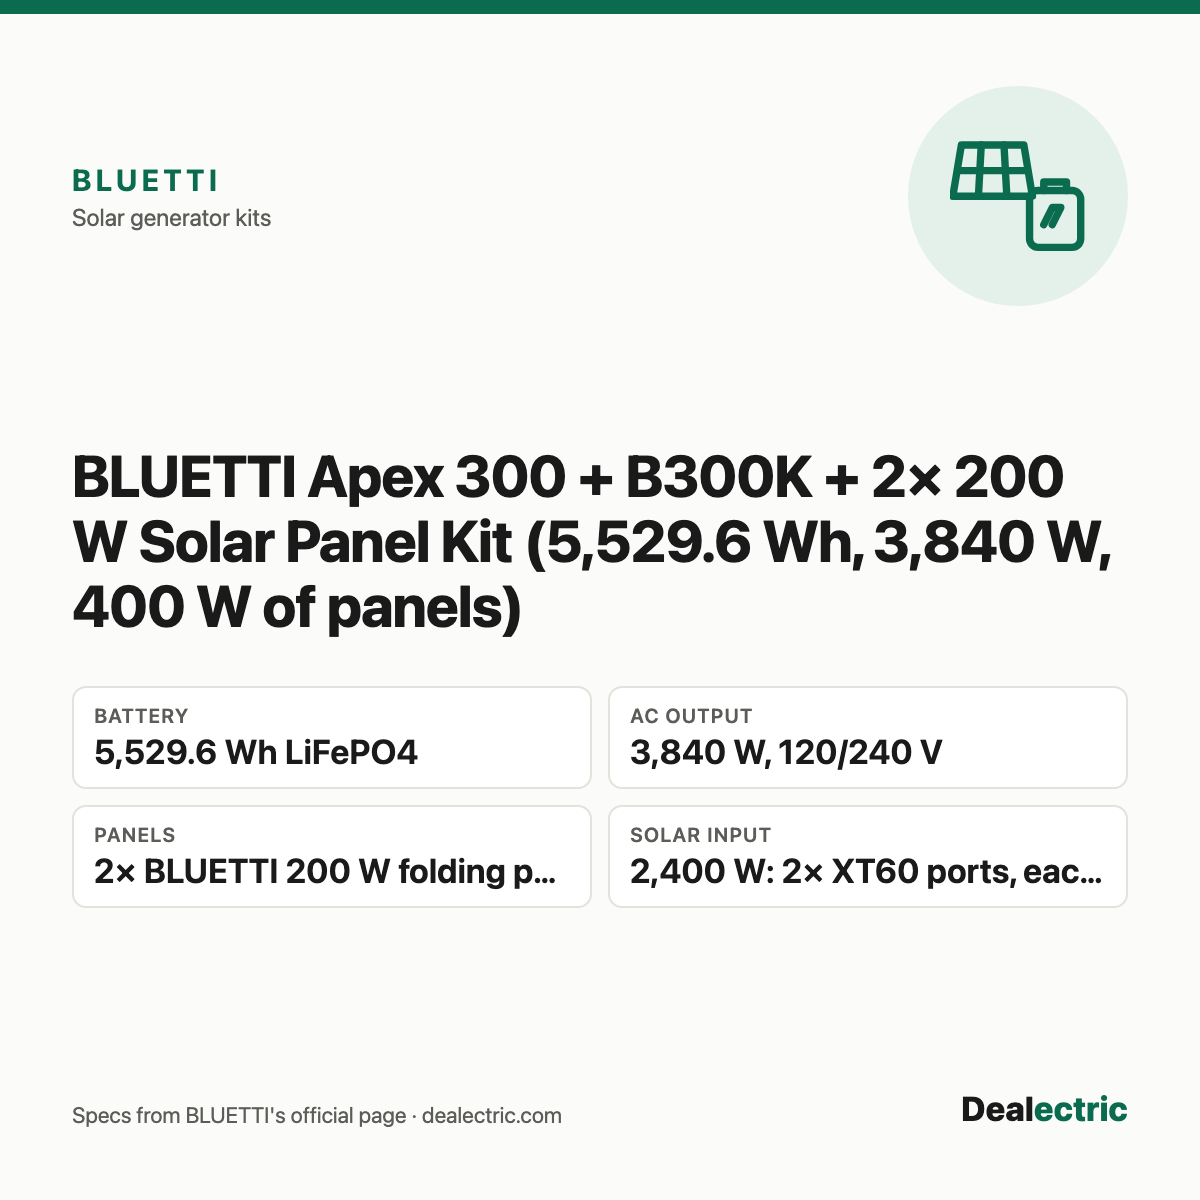 BLUETTI
Solar generator kits
BLUETTI Apex 300 + B300K + 2× 200
W Solar Panel Kit (5,529.6 Wh, 3,840 W,
400 W of panels)
BATTERY
5,529.6 Wh LiFePO4
AC OUTPUT
3,840 W, 120/240 V
PANELS
2× BLUETTI 200 W folding p...
SOLAR INPUT
2,400 W: 2× XT60 ports, eac...
Specs from BLUETTI's official page · dealectric.com
Dealectric